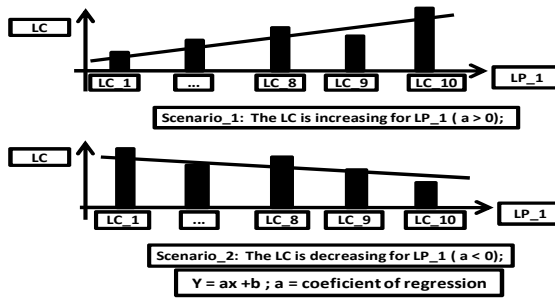 LC
LC_1 ... LC_8 LC_9 LC_10
LP_1
Scenario_1: The LC is increasing for LP_1 ( a > 0);
LC
LC_1 ... LC_8 LC_9 LC_10
LP_1
Scenario_2: The LC is decreasing for LP_1 ( a < 0);
Y = ax +b ; a = coeficient of regression